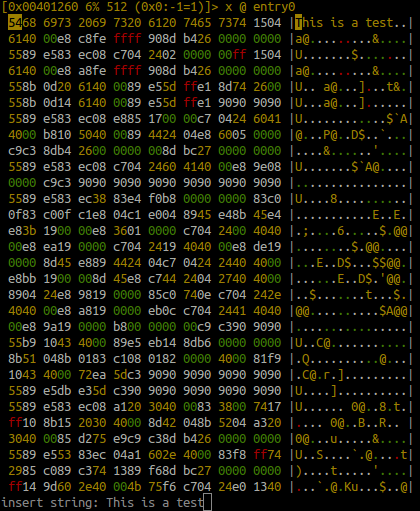 [0x00401260 6% 512 (0x0:-1=1)]> x @ entry0
5468 6973 2069 7320 6120 7465 7374 1504 |This is a test..|
6140 00e8 c8fe ffff 908d b426 0000 0000 |a@.........&....|
5589 e583 ec08 c704 2402 0000 00ff 1504 |U.......$.......|
6140 00e8 a8fe ffff 908d b426 0000 0000 |a@.........&....|
558b 0d20 6140 0089 e55d ffe1 8d74 2600 |U.. a@...]...t&.|
558b 0d14 6140 0089 e55d ffe1 9090 9090 |U...a@...]......|
5589 e583 ec08 e885 1700 00c7 0424 6041 |U............$`A|
4000 b810 5040 0089 4424 04e8 6005 0000 |@...P@..D$..`...|
c9c3 8db4 2600 0000 008d bc27 0000 0000 |....&......'....|
5589 e583 ec08 c704 2460 4140 00e8 9e08 |U.......$`A@....|
0000 c9c3 9090 9090 9090 9090 9090 9090 |................|
5589 e583 ec38 83e4 f0b8 0000 0000 83c0 |U....8..........|
0f83 c00f c1e8 04c1 e004 8945 e48b 45e4 |...........E..E.|
e83b 1900 00e8 3601 0000 c704 2400 4040 |.;....6.....$.@@|
00e8 ea19 0000 c704 2419 4040 00e8 de19 |........$.@@....|
0000 8d45 e889 4424 04c7 0424 2440 4000 |...E..D$...$$@@.|
e8bb 1900 008d 45e8 c744 2404 2740 4000 |......E..D$.'@@.|
8904 24e8 9819 0000 85c0 740e c704 242e |..$.......t...$.|
4040 00e8 a819 0000 eb0c c704 2441 4040 |@@..........$A@@|
00e8 9a19 0000 b800 0000 00c9 c390 9090 |................|
55b9 1043 4000 89e5 eb14 8db6 0000 0000 |U..C@...........|
8b51 048b 0183 c108 0182 0000 4000 81f9 |.Q..........@...|
1043 4000 72ea 5dc3 9090 9090 9090 9090 |.C@.r.].........|
5589 e5db e35d c390 9090 9090 9090 9090 |U....]..........|
5589 e583 ec08 a120 3040 0083 3800 7417 |U...... 0@..8.t.|
ff10 8b15 2030 4000 8d42 048b 5204 a320 |.... 0@..B..R.. |
3040 0085 d275 e9c9 c38d b426 0000 0000 |0@...u.....&....|
5589 e553 83ec 04a1 602e 4000 83f8 ff74 |U..S....`.@....t|
2985 c089 c374 1389 f68d bc27 0000 0000 |)....t.....'....|
ff14 9d60 2e40 004b 75f6 c704 24e0 1340 |...`.@.Ku...$..@|
insert string: This is a test